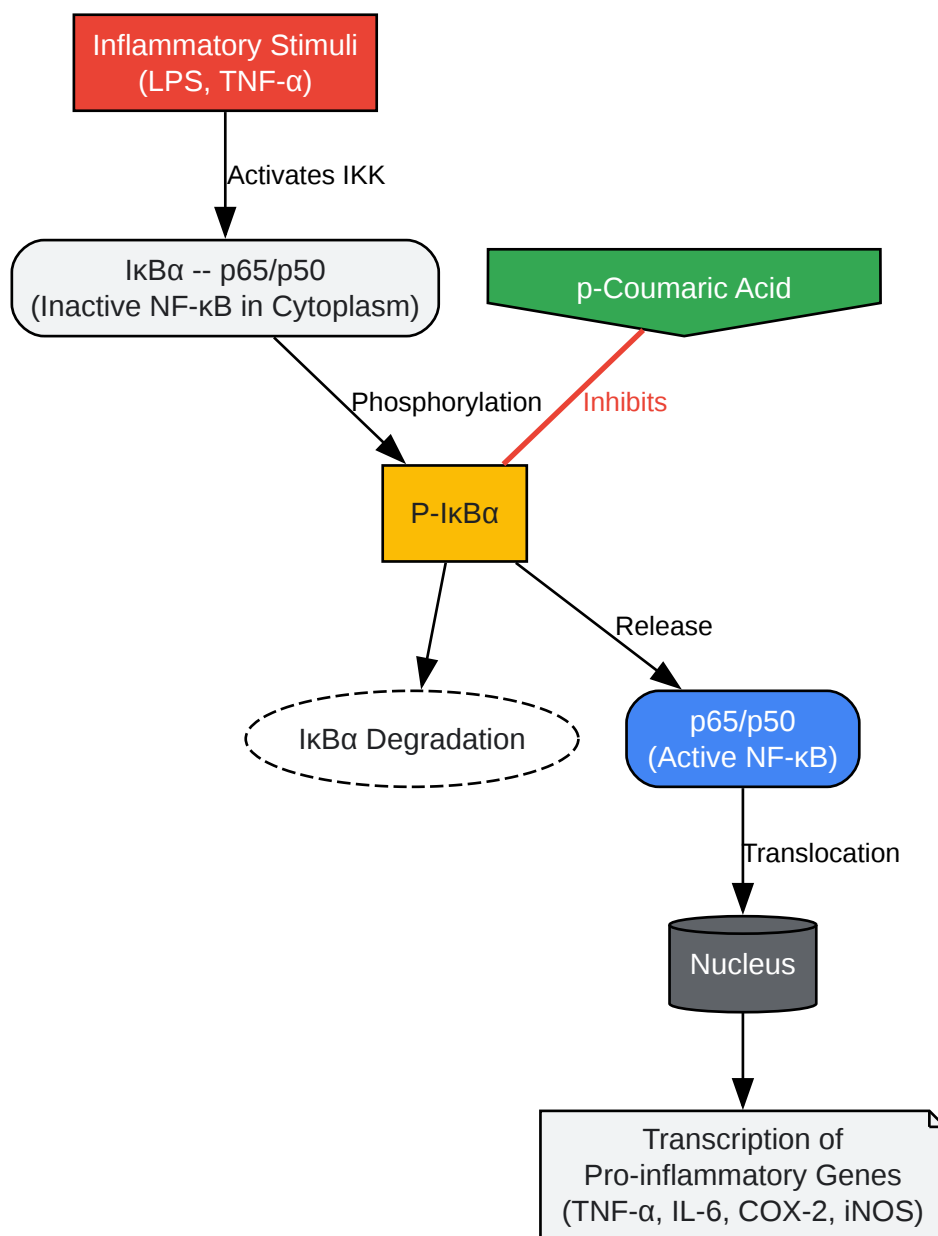 Inflammatory Stimuli
(LPS, TNF-α)
Activates IKK
IκBα -- p65/p50
(Inactive NF-κB in Cytoplasm)
p-Coumaric Acid
Phosphorylation
Inhibits
P-IκBα
Release
IκBα Degradation
p65/p50
(Active NF-κB)
Translocation
Nucleus
Transcription of
Pro-inflammatory Genes
(TNF-α, IL-6, COX-2, iNOS)